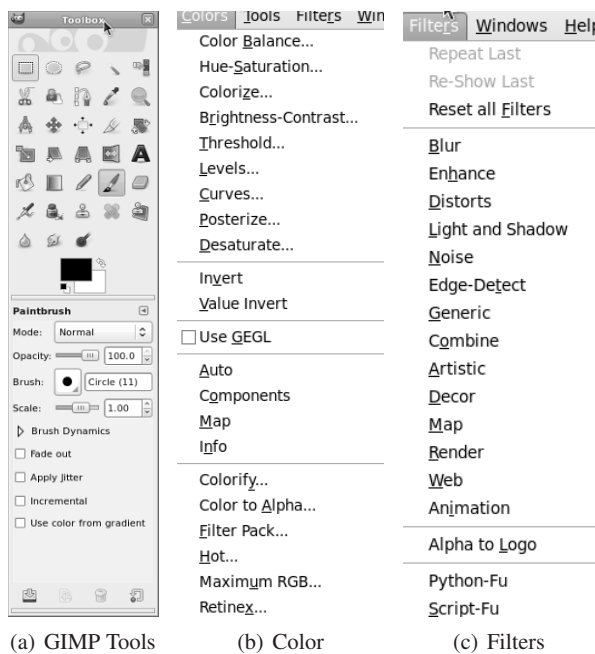 Toolbox
Paintbrush
Mode: Normal
Opacity: 100.0
Brush: Circle (11)
Scale: 1.00
Brush Dynamics
Fade out
Apply Jitter
Incremental
Use color from gradient
(a) GIMP Tools
Colors Tools Filters Win
Color Balance...
Hue-Saturation...
Colorize...
Brightness-Contrast...
Threshold...
Levels...
Curves...
Posterize...
Desaturate...
Invert
Value Invert
Use GEGL
Auto
Components
Map
Info
Colorify...
Color to Alpha...
Filter Pack...
Hot...
Maximum RGB...
Retinex...
(b) Color
Filters Windows Help
Repeat Last
Re-Show Last
Reset all Filters
Blur
Enhance
Distorts
Light and Shadow
Noise
Edge-Detect
Generic
Combine
Artistic
Decor
Map
Render
Web
Animation
Alpha to Logo
Python-Fu
Script-Fu
(c) Filters